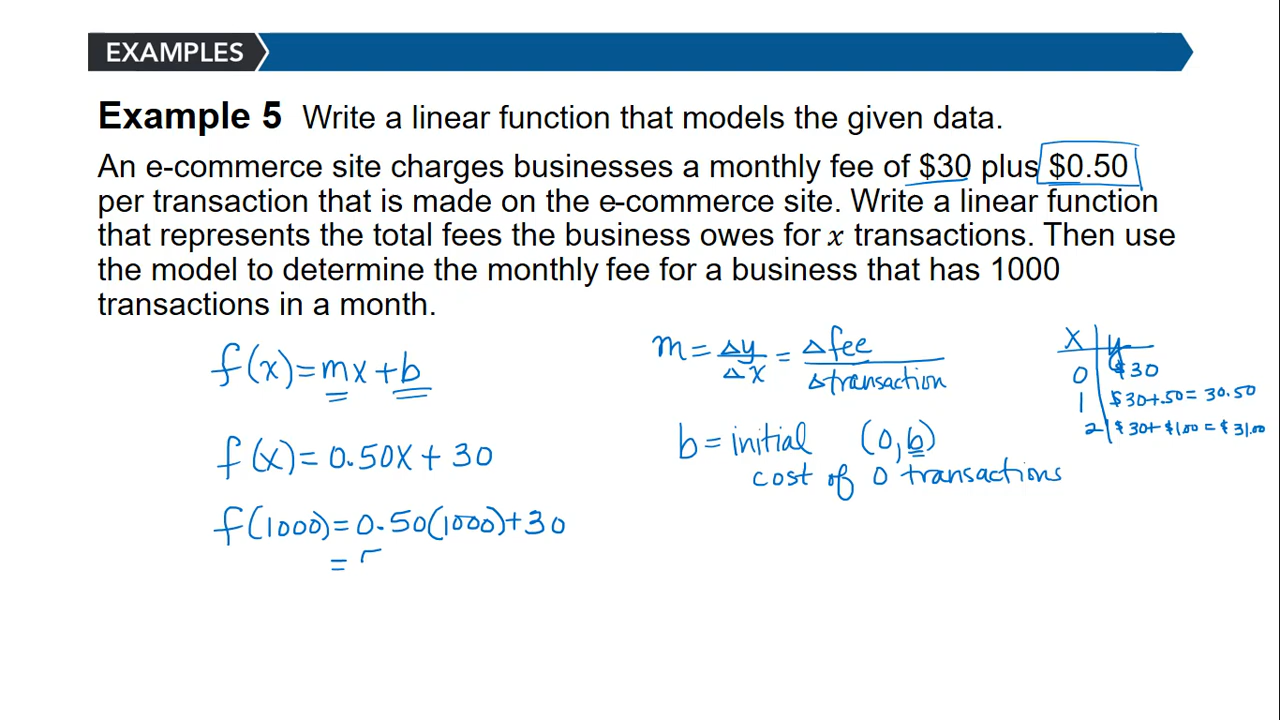 EXAMPLES
Example 5 Write a linear function that models the given data.
An e-commerce site charges businesses a monthly fee of $30 plus $0.50
per transaction that is made on the e-commerce site. Write a linear function
that represents the total fees the business owes for x transactions. Then use
the model to determine the monthly fee for a business that has 1000
transactions in a month.
f(x) = mx + b
f(x) = 0.50x + 30
f(1000) = 0.50(1000) + 30
=
m = Δy/Δx = Δfee/Δtransaction
b = initial (0, b)
cost of 0 transactions
x | y
0 | $30
1 | $30+.50 = 30.50
2 | $30+$1.00 = $31.00